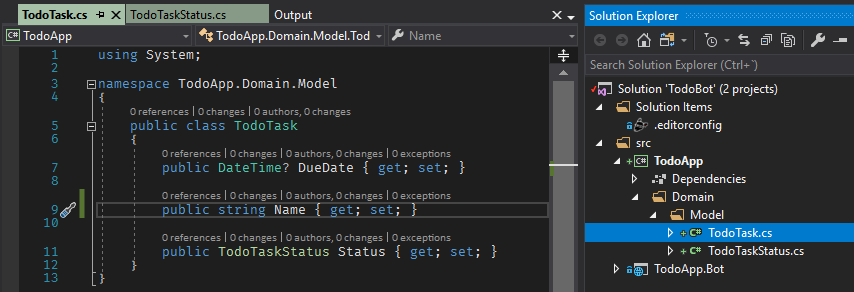 TodoTask.cs TodoTaskStatus.cs Output
TodoApp TodoApp.Domain.Model.Tod Name
1 using System;
2
3 namespace TodoApp.Domain.Model
4 {
0 references | 0 changes | 0 authors, 0 changes
5 public class TodoTask
6 {
0 references | 0 changes | 0 authors, 0 changes | 0 exceptions
7 public DateTime? DueDate { get; set; }
8
0 references | 0 changes | 0 authors, 0 changes | 0 exceptions
9 public string Name { get; set; }
10
0 references | 0 changes | 0 authors, 0 changes | 0 exceptions
11 public TodoTaskStatus Status { get; set; }
12 }
13 }
Solution Explorer
Search Solution Explorer (Ctrl+¨)
Solution 'TodoBot' (2 projects)
Solution Items
.editorconfig
src
C# TodoApp
Dependencies
Domain
Model
C# TodoTask.cs
C# TodoTaskStatus.cs
TodoApp.Bot